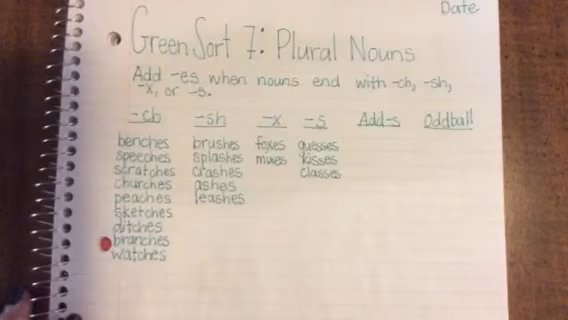 Date
Green Sort 7: Plural Nouns
Add -es when nouns end with -ch, -sh,
-x, or -s.
-ch -sh -x -s Add-s Oddball
benches brushes foxes guesses
speeches splashes mixes kisses
scratches crashes classes
churches ashes
peaches leashes
sketches
ditches
branches
watches